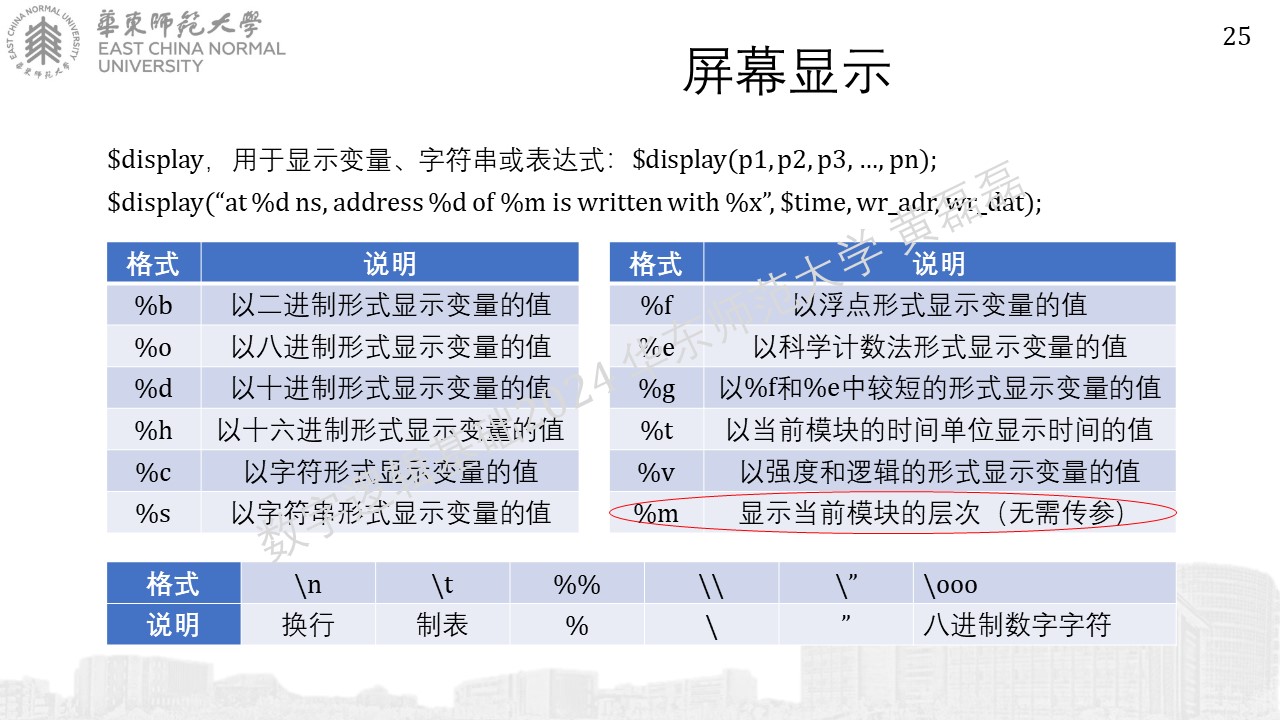 華東師範大學
EAST CHINA NORMAL
UNIVERSITY
25
屏幕显示
$display，用于显示变量、字符串或表达式：$display(p1, p2, p3, …, pn);
$display(“at %d ns, address %d of %m is written with %x”, $time, wr_adr, wr_dat);
格式 说明
%b 以二进制形式显示变量的值
%o 以八进制形式显示变量的值
%d 以十进制形式显示变量的值
%h 以十六进制形式显示变量的值
%c 以字符形式显示变量的值
%s 以字符串形式显示变量的值
格式 说明
%f 以浮点形式显示变量的值
%e 以科学计数法形式显示变量的值
%g 以%f和%e中较短的形式显示变量的值
%t 以当前模块的时间单位显示时间的值
%v 以强度和逻辑的形式显示变量的值
%m 显示当前模块的层次（无需传参）
格式 \n \t %% \\ \” \ooo
说明 换行 制表 % \ ” 八进制数字字符
数字逻辑基础2024 华东师范大学 黄磊磊